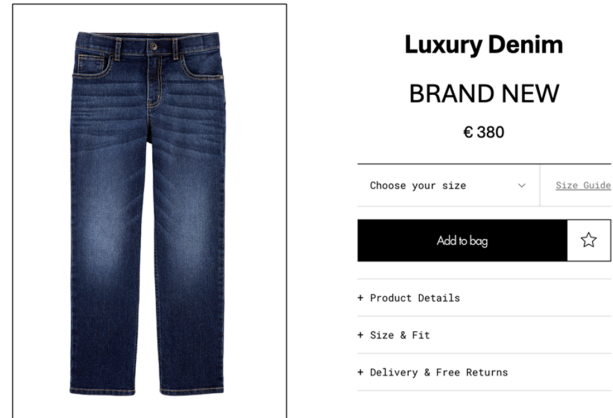 Luxury Denim
BRAND NEW
€ 380
Choose your size
Size Guide
Add to bag
+ Product Details
+ Size & Fit
+ Delivery & Free Returns